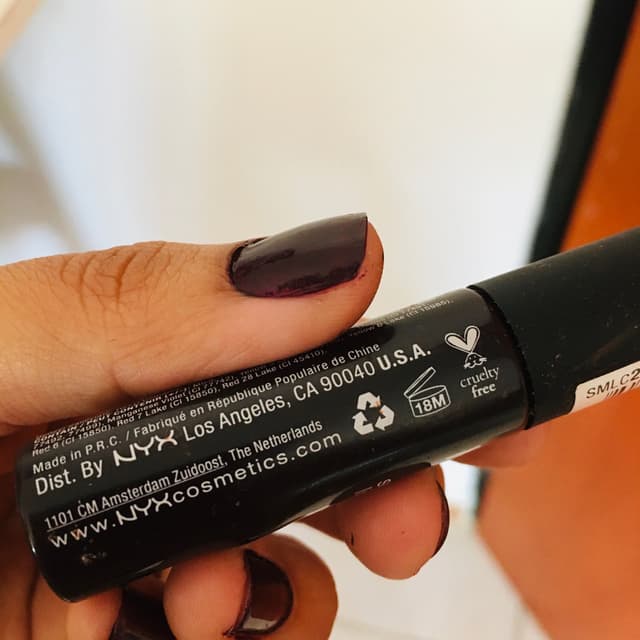 Red 28 Lake (CI 45410),
Red 6 (CI 15850), Red 7 Lake (CI 15850),
Made in P.R.C. / Fabriqué en République Populaire de Chine
Dist. By NYX Los Angeles, CA 90040 U.S.A.
1101 CM Amsterdam Zuidoost, The Netherlands
www.NYXcosmetics.com
18M
cruelty
free